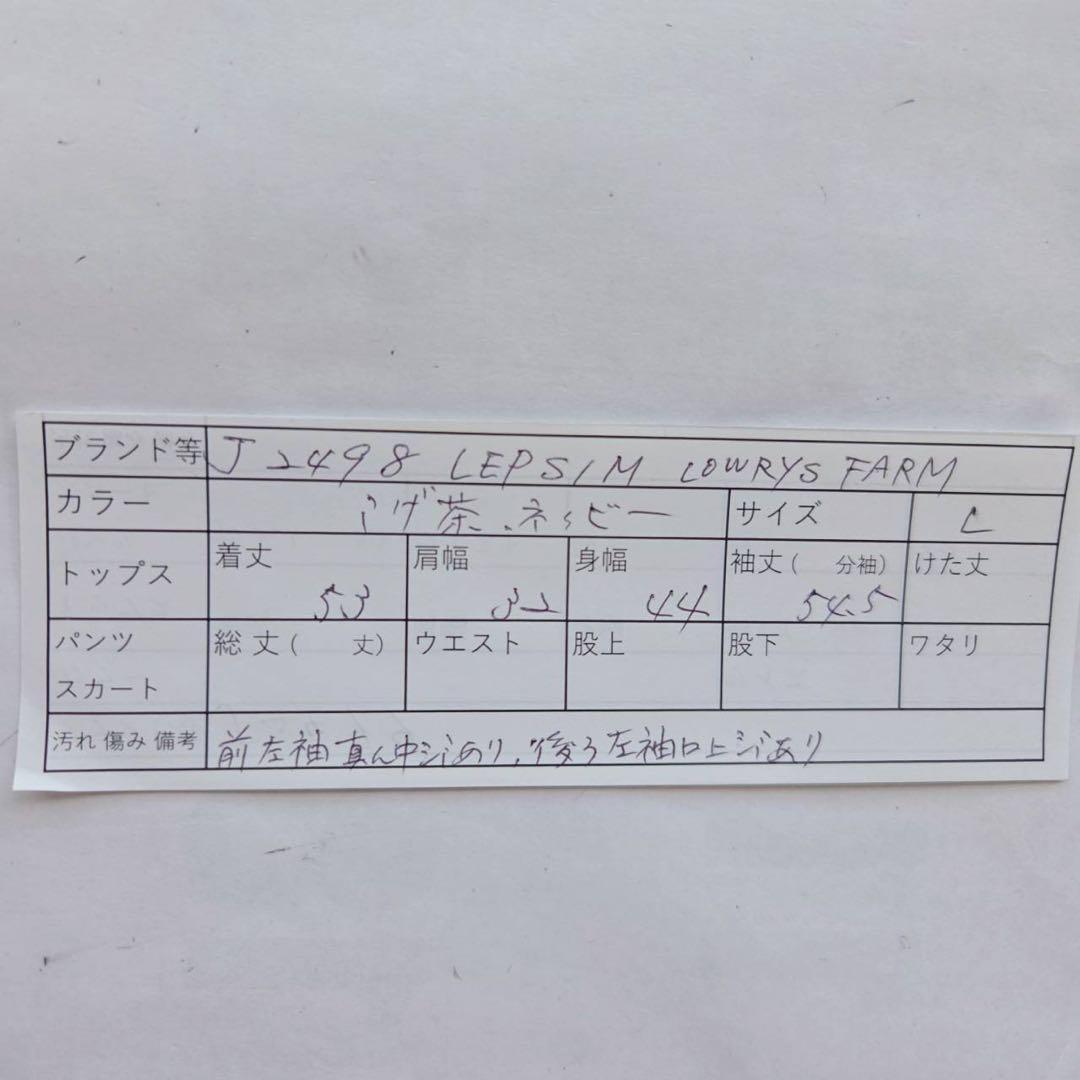 ブランド等 J2498 LEPSIM LOWRYS FARM
カラー こげ茶、ネイビー サイズ L
トップス 着丈 肩幅 身幅 袖丈( 分袖) けた丈
53 32 44 54.5
パンツ 総丈( 丈) ウエスト 股上 股下 ワタリ
スカート
汚れ 傷み 備考 前左袖真ん中シミあり、後ろ左袖口上シミあり